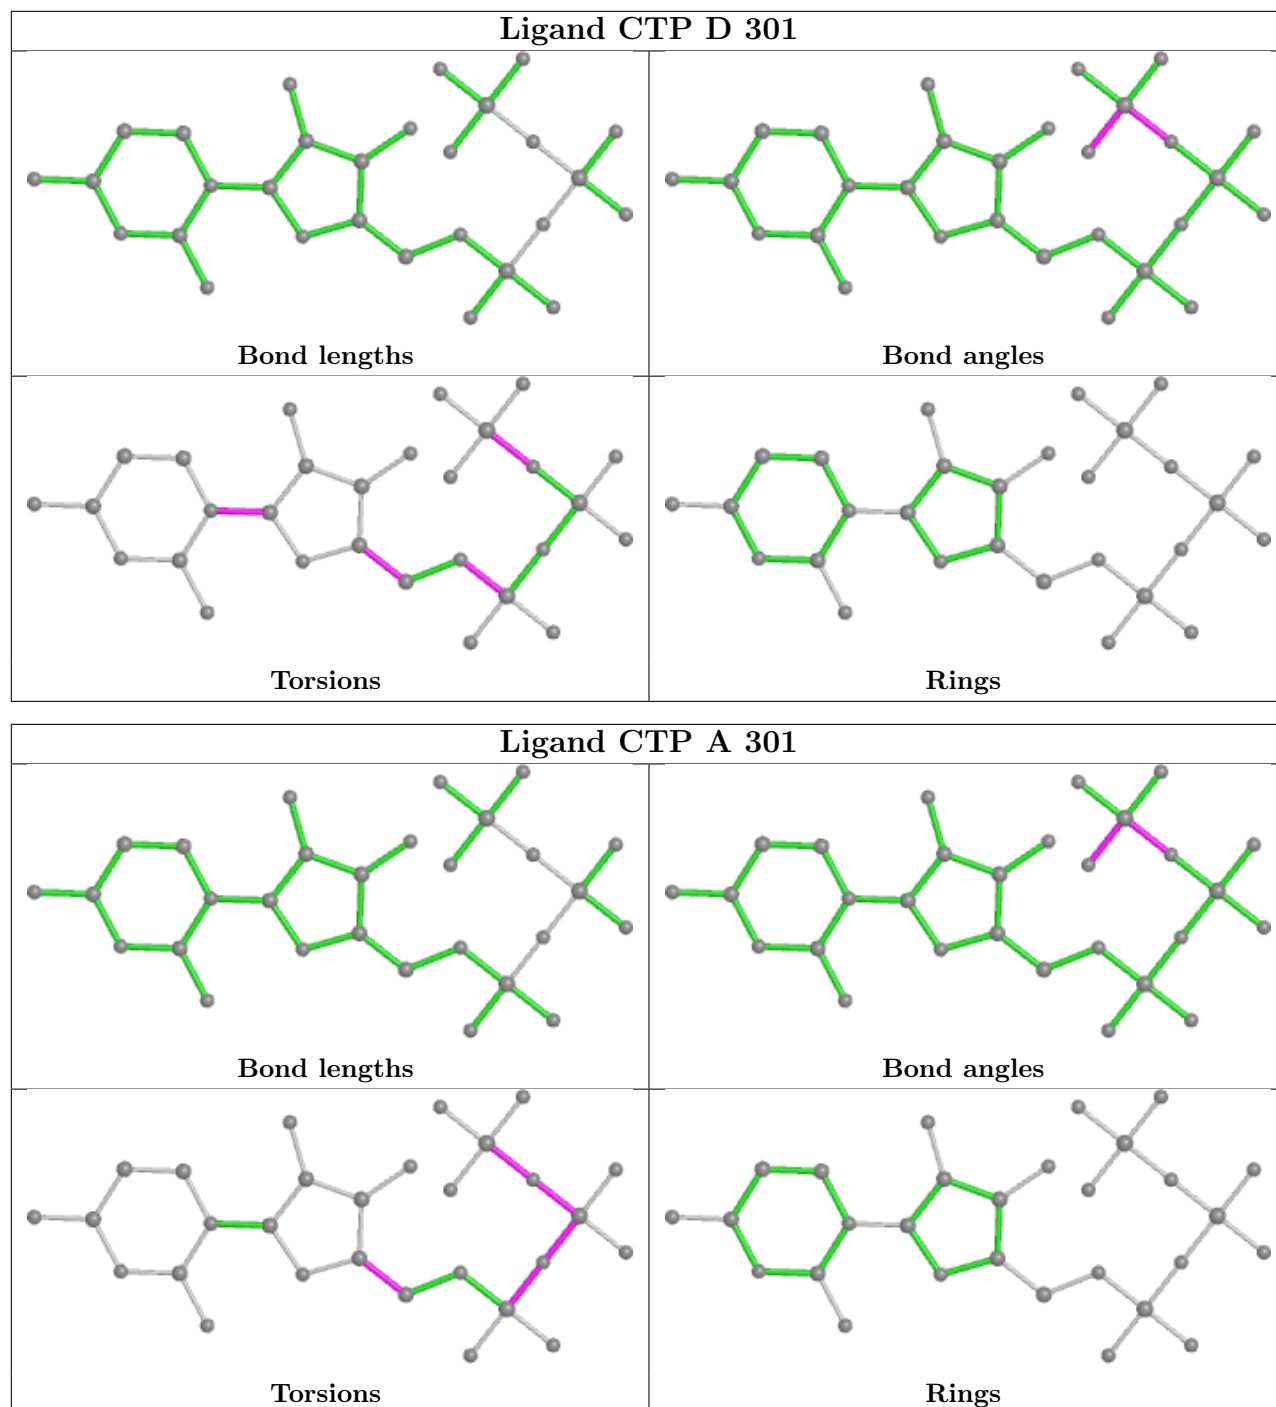 Ligand CTP D 301
Bond lengths
Bond angles
Torsions
Rings
Ligand CTP A 301
Bond lengths
Bond angles
Torsions
Rings